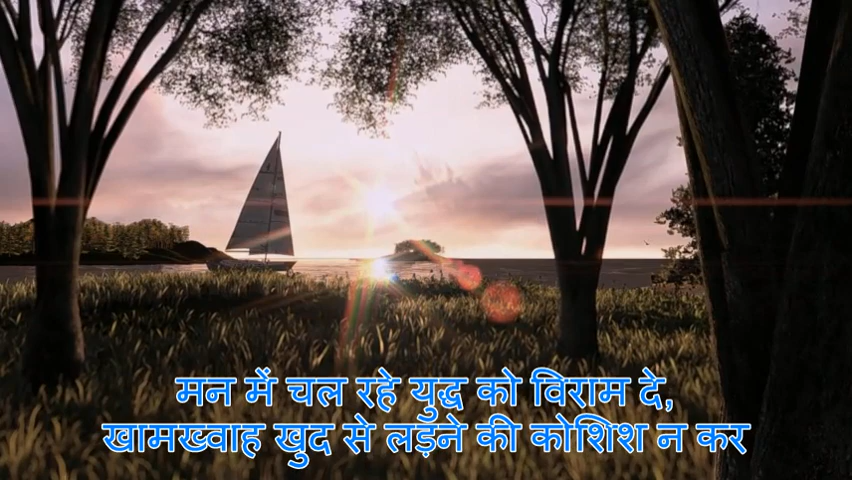 मन में चल रहे युद्ध को विराम दे,
खामख्वाह खुद से लड़ने की कोशिश न कर